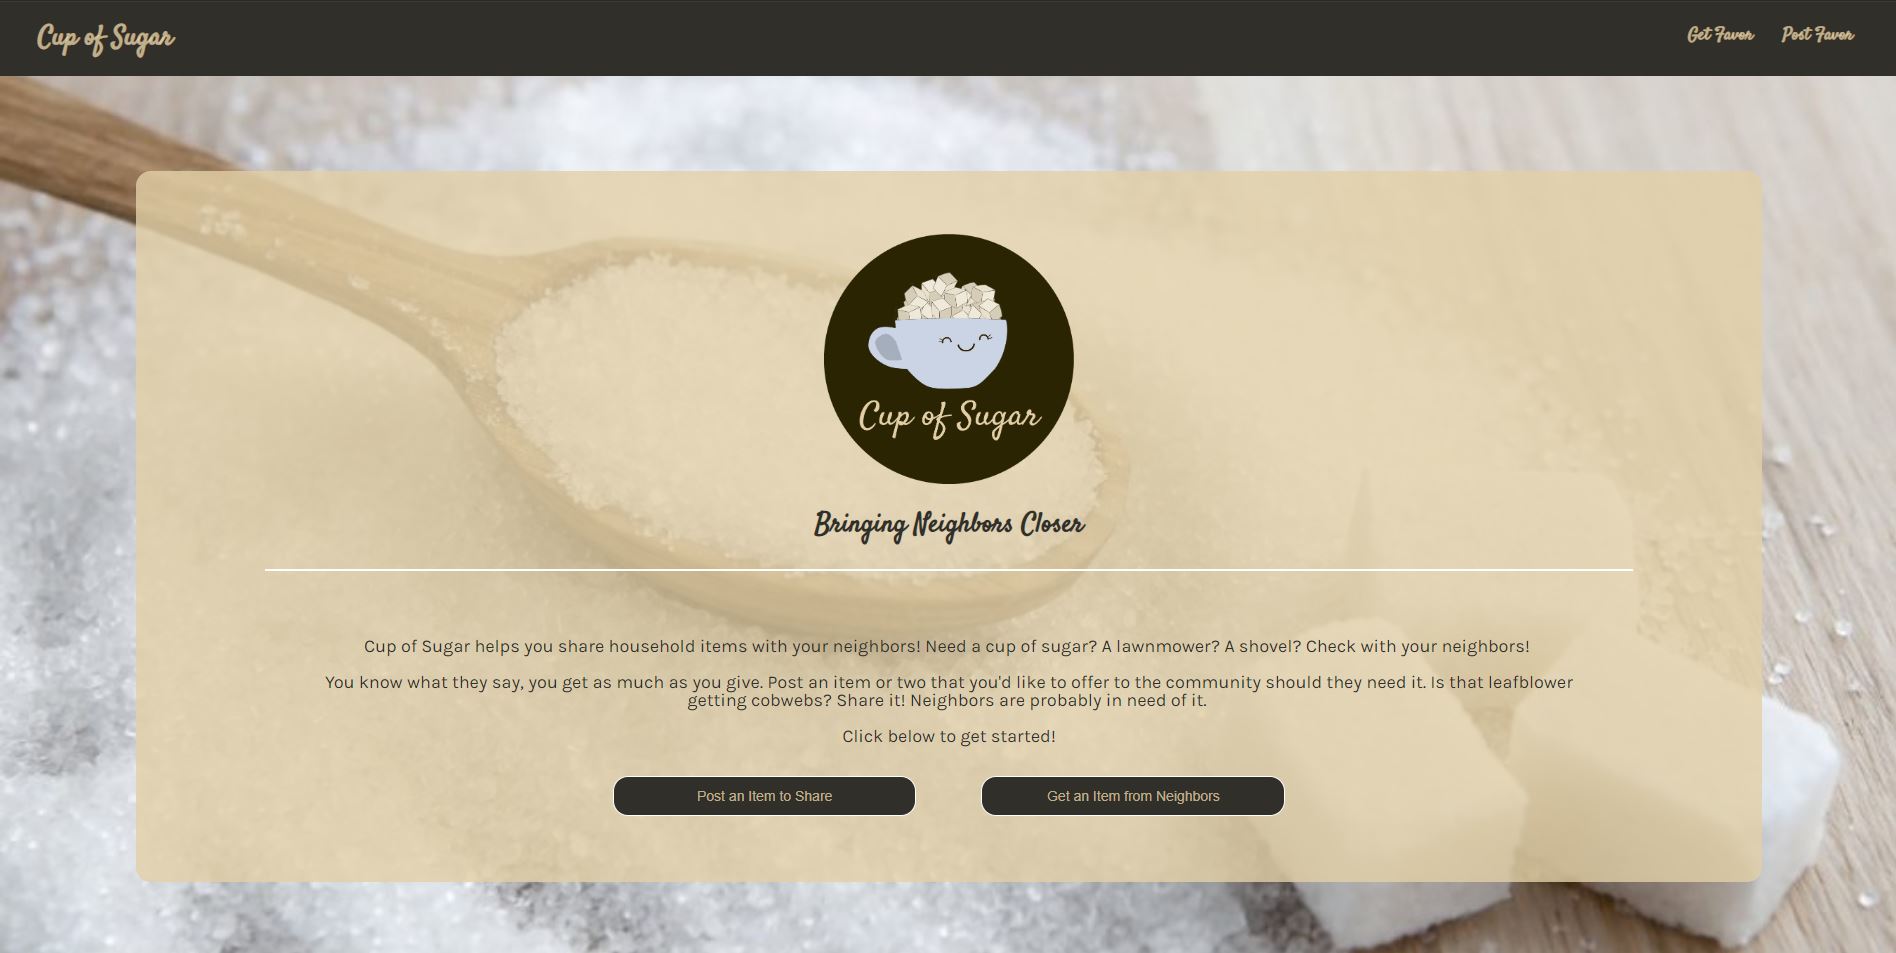 Cup of Sugar
Get Favor
Post Favor
Cup of Sugar
Bringing Neighbors Closer
Cup of Sugar helps you share household items with your neighbors! Need a cup of sugar? A lawnmower? A shovel? Check with your neighbors!
You know what they say, you get as much as you give. Post an item or two that you'd like to offer to the community should they need it. Is that leafblower
getting cobwebs? Share it! Neighbors are probably in need of it.
Click below to get started!
Post an Item to Share
Get an Item from Neighbors